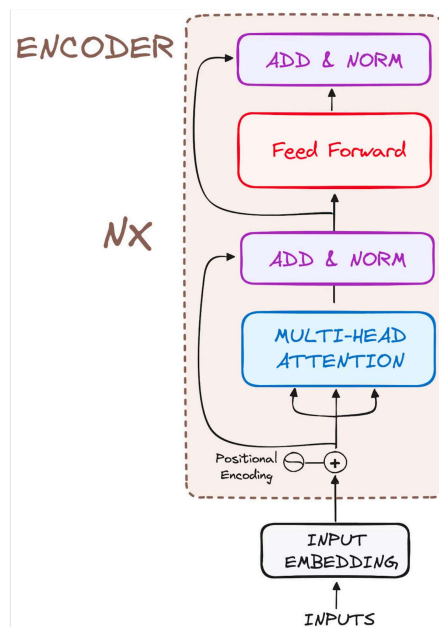 ENCODER
ADD & NORM
Feed Forward
NX
ADD & NORM
MULTI-HEAD
ATTENTION
Positional
Encoding
+
INPUT
EMBEDDING
INPUTS